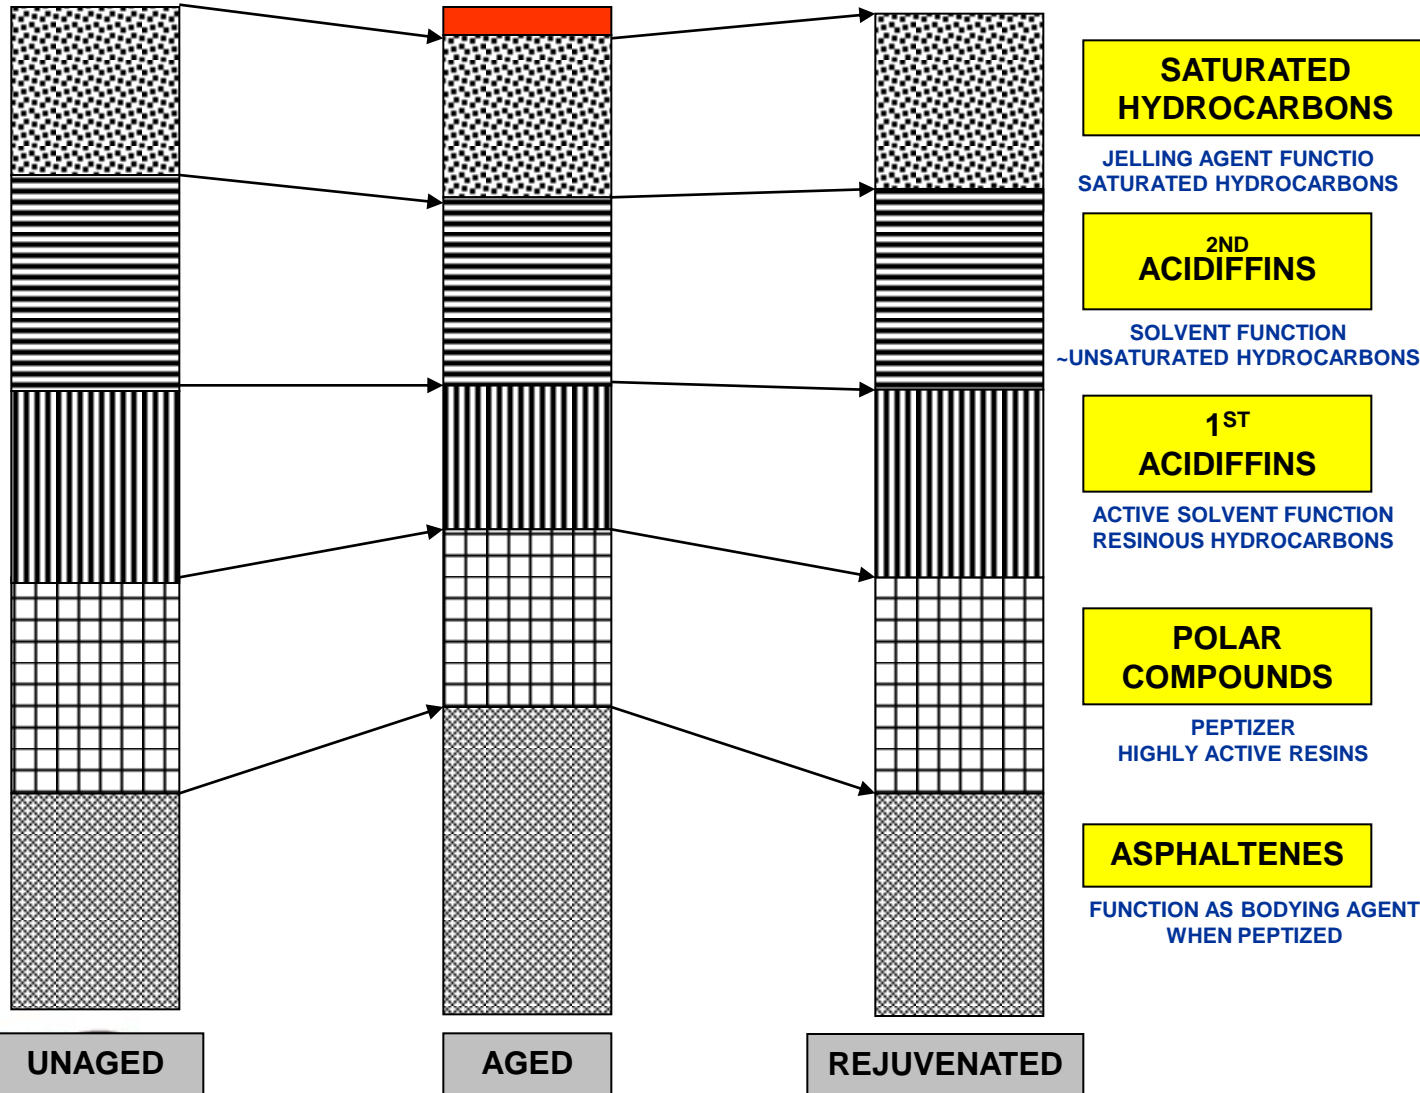 SATURATED
HYDROCARBONS
JELLING AGENT FUNCTIO
SATURATED HYDROCARBONS
2ND
ACIDIFFINS
SOLVENT FUNCTION
~UNSATURATED HYDROCARBONS
1ST
ACIDIFFINS
ACTIVE SOLVENT FUNCTION
RESINOUS HYDROCARBONS
POLAR
COMPOUNDS
PEPTIZER
HIGHLY ACTIVE RESINS
ASPHALTENES
FUNCTION AS BODYING AGENT
WHEN PEPTIZED
UNAGED
AGED
REJUVENATED